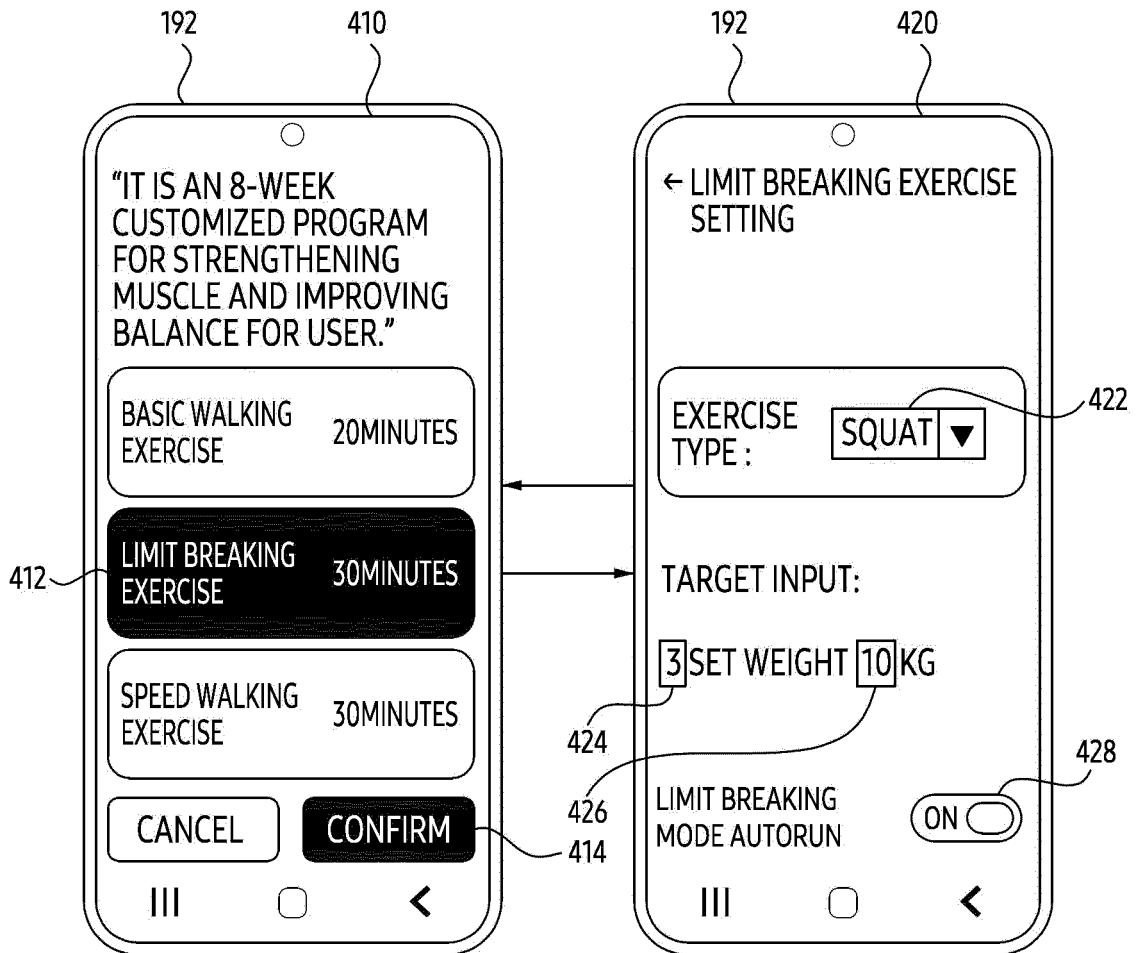 192
410
192
420
“IT IS AN 8-WEEK
CUSTOMIZED PROGRAM
FOR STRENGTHENING
MUSCLE AND IMPROVING
BALANCE FOR USER.”
BASIC WALKING
EXERCISE
20MINUTES
412
LIMIT BREAKING
EXERCISE
30MINUTES
SPEED WALKING
EXERCISE
30MINUTES
CANCEL
CONFIRM
414
← LIMIT BREAKING EXERCISE
SETTING
EXERCISE
TYPE :
SQUAT ▼
422
TARGET INPUT:
3 SET WEIGHT 10 KG
424
426
LIMIT BREAKING
MODE AUTORUN
ON
428